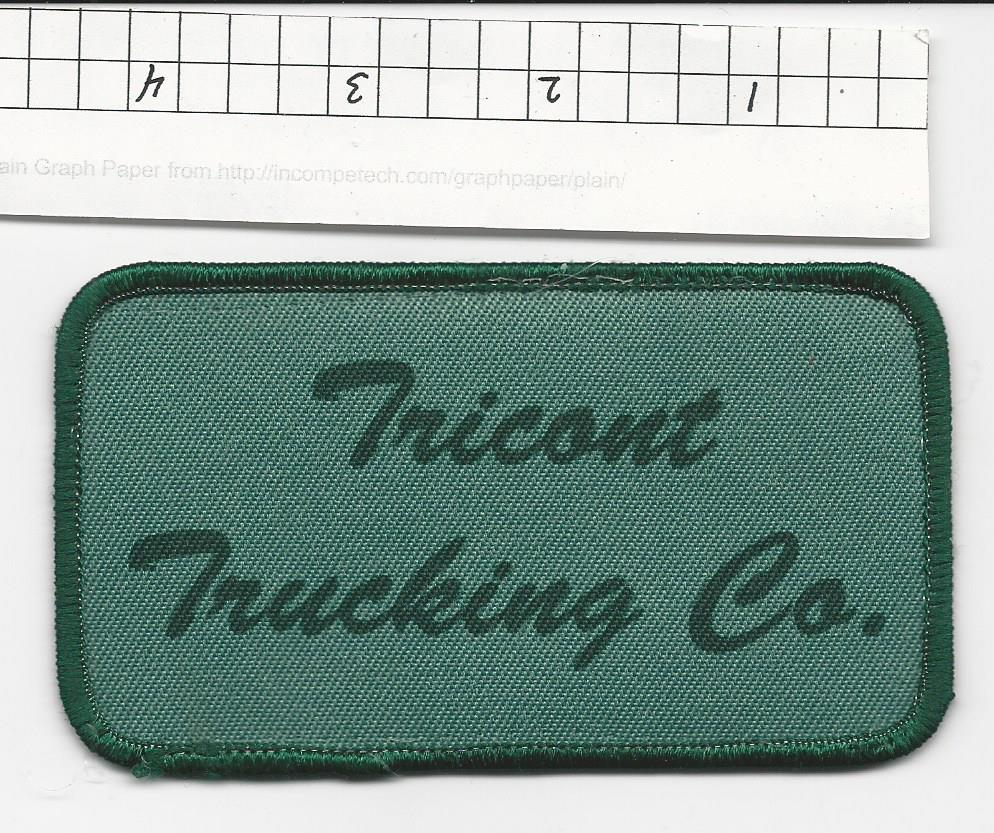 4 3 2 1
ain Graph Paper from http://incompetech.com/graphpaper/plain/
Tricont
Trucking Co.